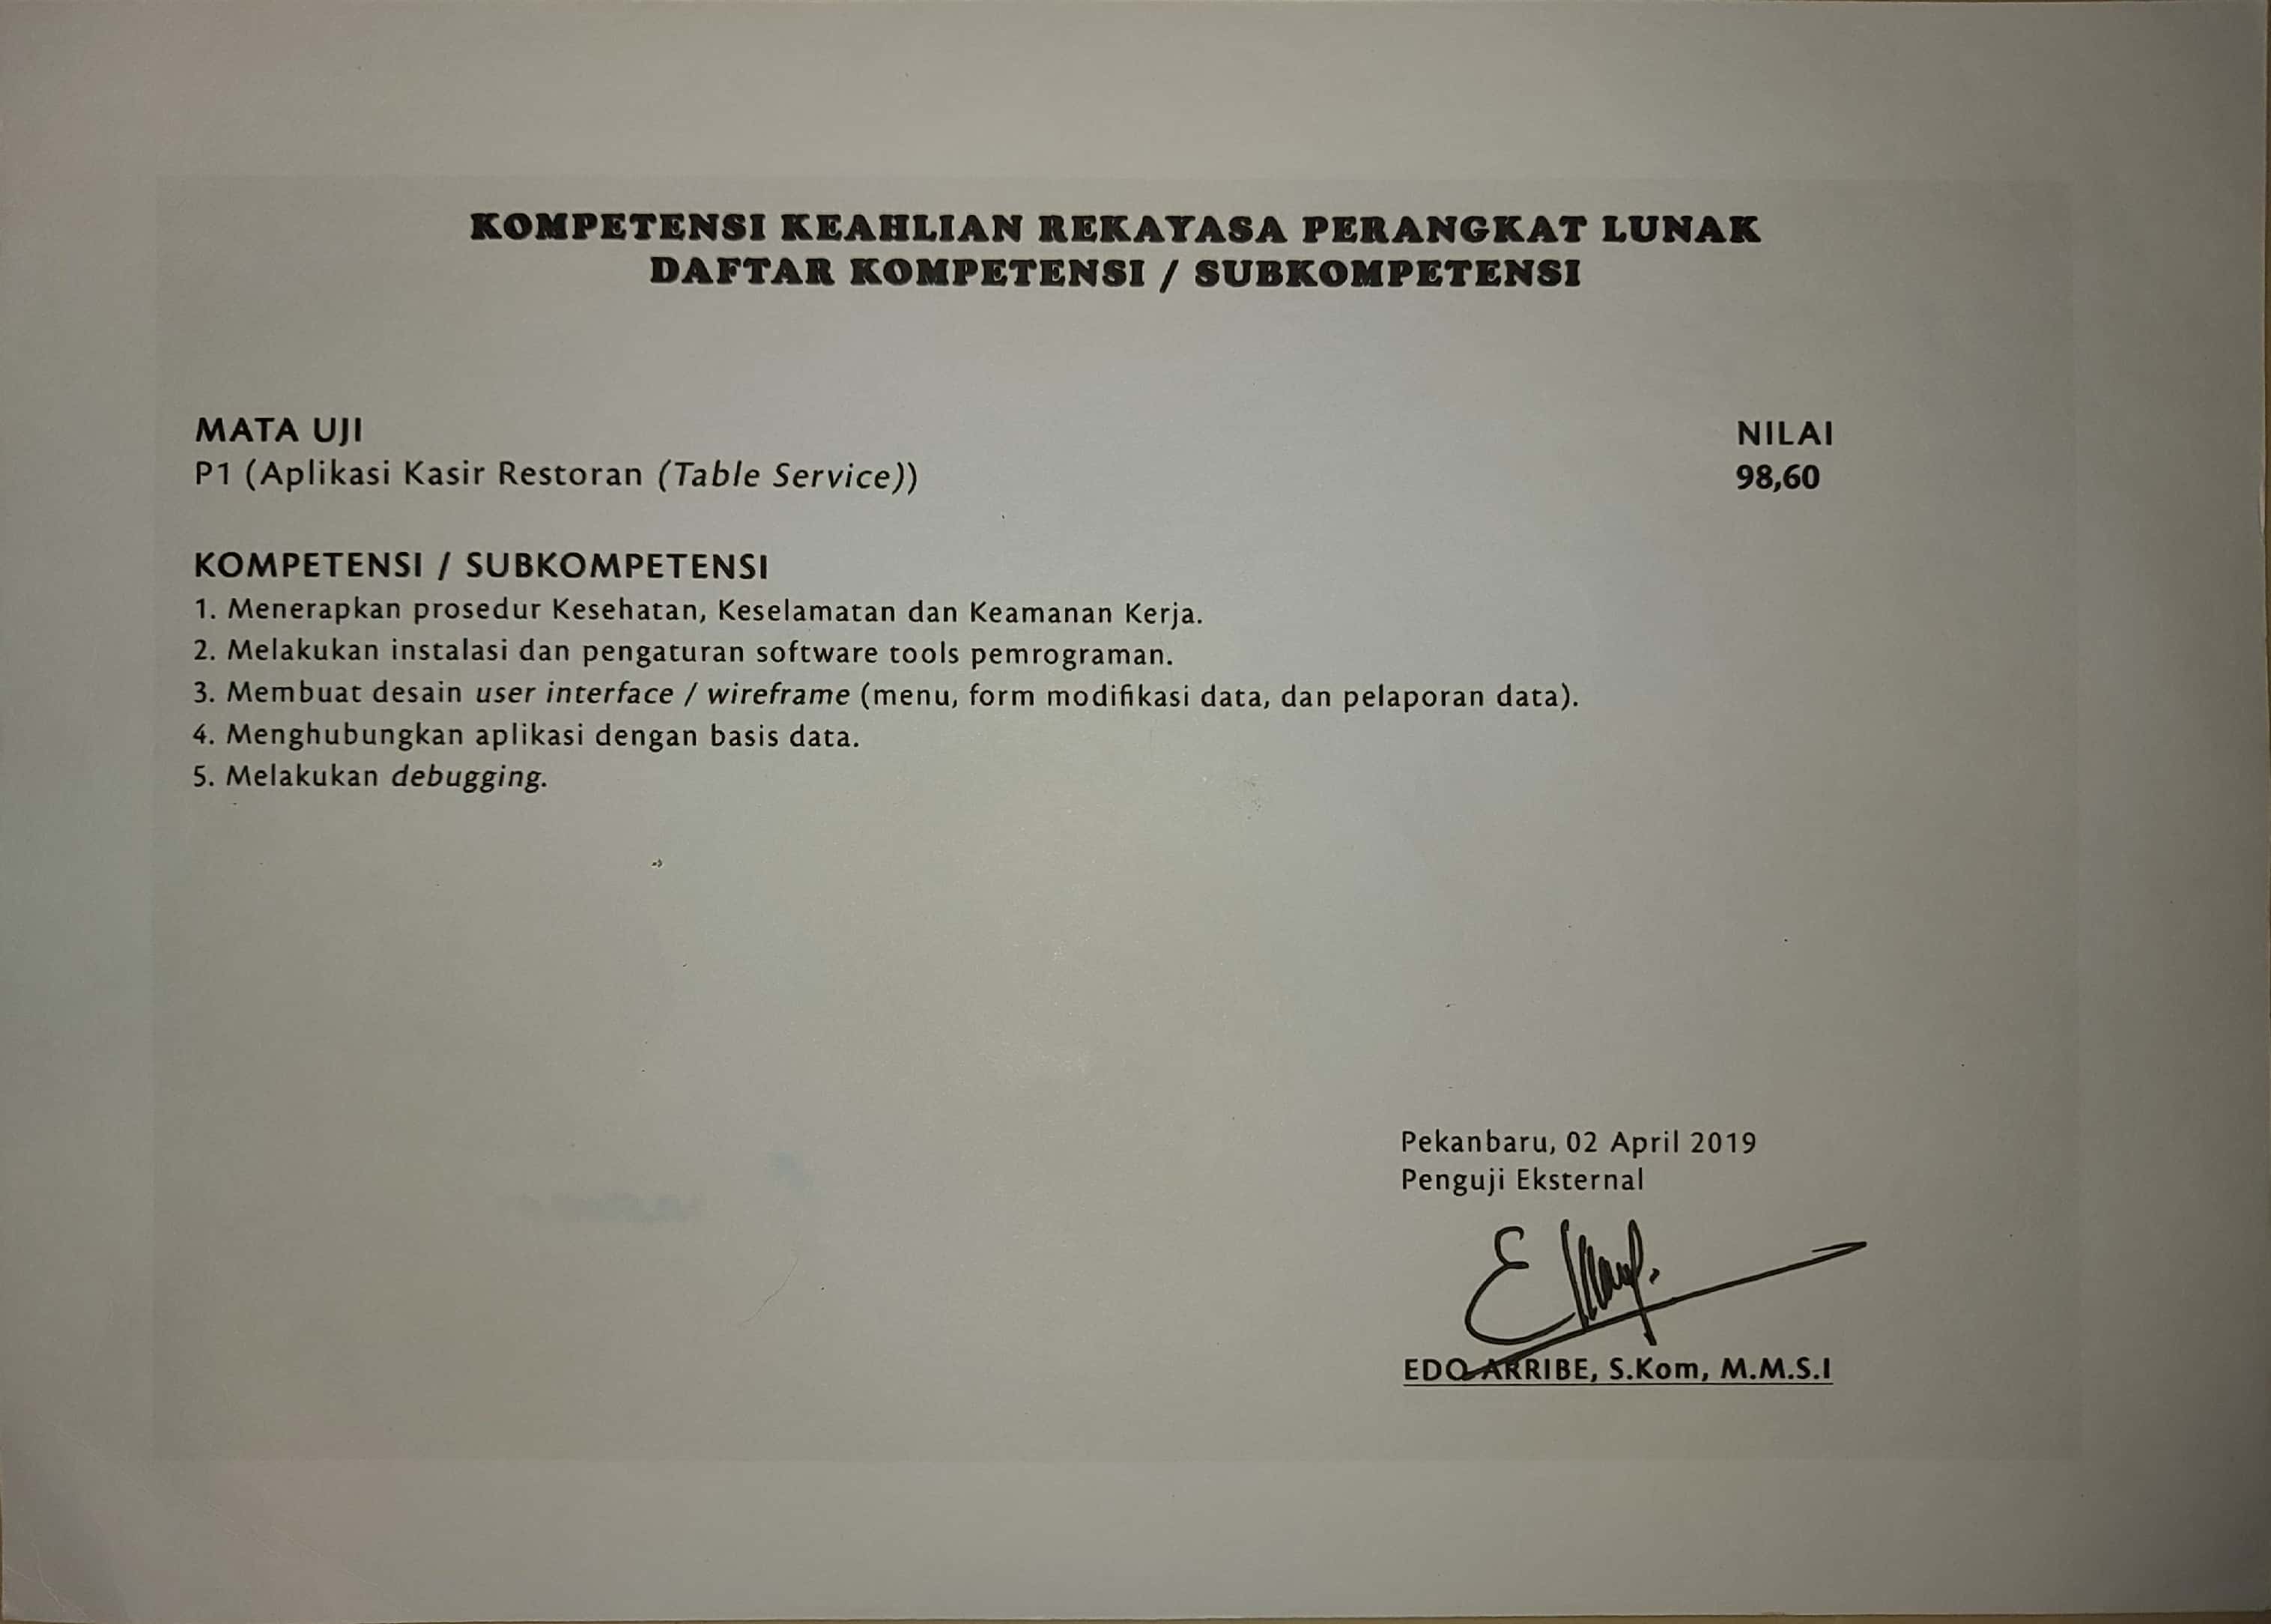 KOMPETENSI KEAHLIAN REKAYASA PERANGKAT LUNAK
DAFTAR KOMPETENSI / SUBKOMPETENSI
MATA UJI
NILAI
P1 (Aplikasi Kasir Restoran (Table Service))
98,60
KOMPETENSI / SUBKOMPETENSI
1. Menerapkan prosedur Kesehatan, Keselamatan dan Keamanan Kerja.
2. Melakukan instalasi dan pengaturan software tools pemrograman.
3. Membuat desain user interface / wireframe (menu, form modifikasi data, dan pelaporan data).
4. Menghubungkan aplikasi dengan basis data.
5. Melakukan debugging.
Pekanbaru, 02 April 2019
Penguji Eksternal
EDO ARRIBE, S.Kom, M.M.S.I